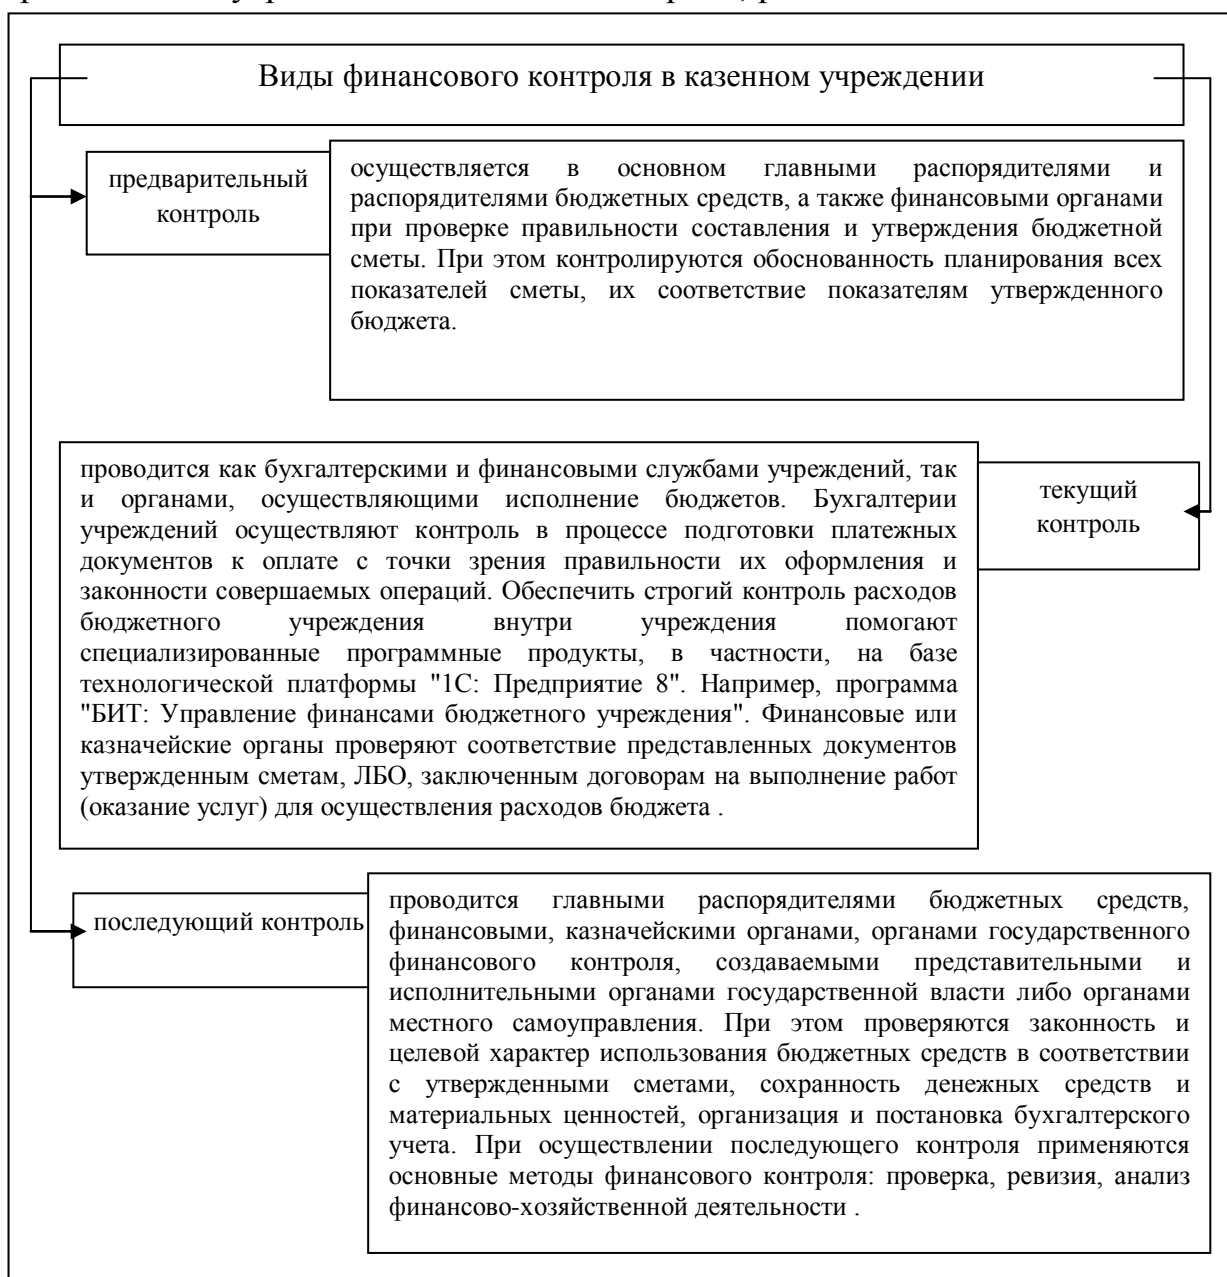 Виды финансового контроля в казенном учреждении
предварительный
контроль
осуществляется в основном главными распорядителями и
распорядителями бюджетных средств, а также финансовыми органами
при проверке правильности составления и утверждения бюджетной
сметы. При этом контролируются обоснованность планирования всех
показателей сметы, их соответствие показателям утвержденного
бюджета.
проводится как бухгалтерскими и финансовыми службами учреждений, так
и органами, осуществляющими исполнение бюджетов. Бухгалтерии
учреждений осуществляют контроль в процессе подготовки платежных
документов к оплате с точки зрения правильности их оформления и
законности совершаемых операций. Обеспечить строгий контроль расходов
бюджетного учреждения внутри учреждения помогают
специализированные программные продукты, в частности, на базе
технологической платформы "1С: Предприятие 8". Например, программа
"БИТ: Управление финансами бюджетного учреждения". Финансовые или
казначейские органы проверяют соответствие представленных документов
утвержденным сметам, ЛБО, заключенным договорам на выполнение работ
(оказание услуг) для осуществления расходов бюджета .
текущий
контроль
последующий контроль
проводится главными распорядителями бюджетных средств,
финансовыми, казначейскими органами, органами государственного
финансового контроля, создаваемыми представительными и
исполнительными органами государственной власти либо органами
местного самоуправления. При этом проверяются законность и
целевой характер использования бюджетных средств в соответствии
с утвержденными сметами, сохранность денежных средств и
материальных ценностей, организация и постановка бухгалтерского
учета. При осуществлении последующего контроля применяются
основные методы финансового контроля: проверка, ревизия, анализ
финансово-хозяйственной деятельности .